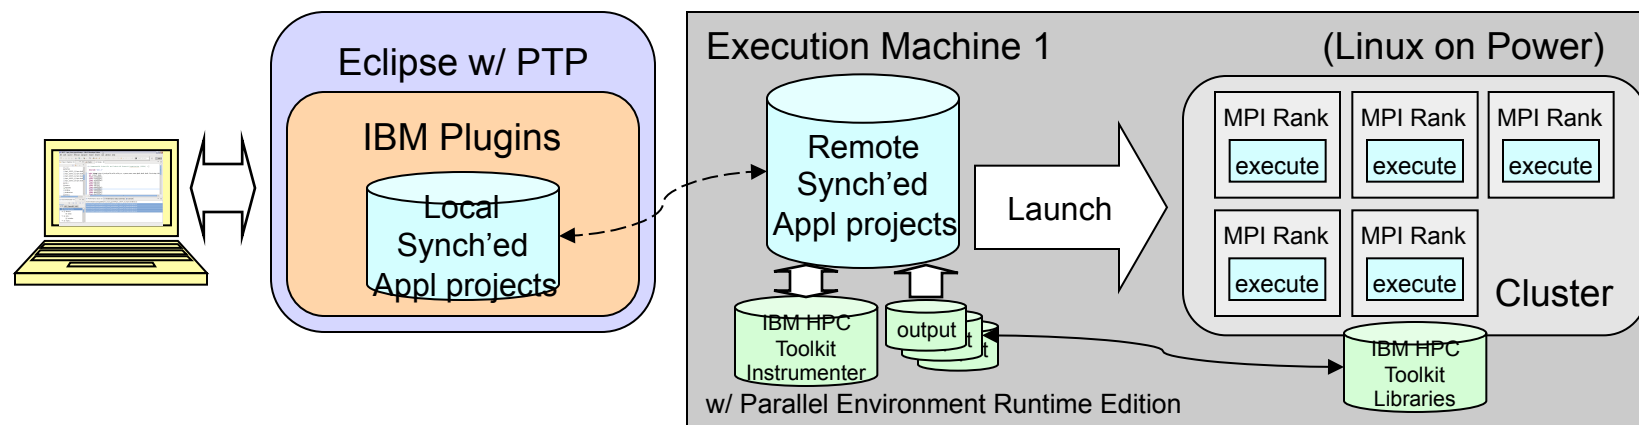 Eclipse w/ PTP
IBM Plugins
Local
Synch’ed
Appl projects
Execution Machine 1
(Linux on Power)
Remote
Synch’ed
Appl projects
Launch
MPI Rank
execute
MPI Rank
execute
MPI Rank
execute
MPI Rank
execute
MPI Rank
execute
Cluster
IBM HPC
Toolkit
Instrumenter
output
IBM HPC
Toolkit
Libraries
w/ Parallel Environment Runtime Edition